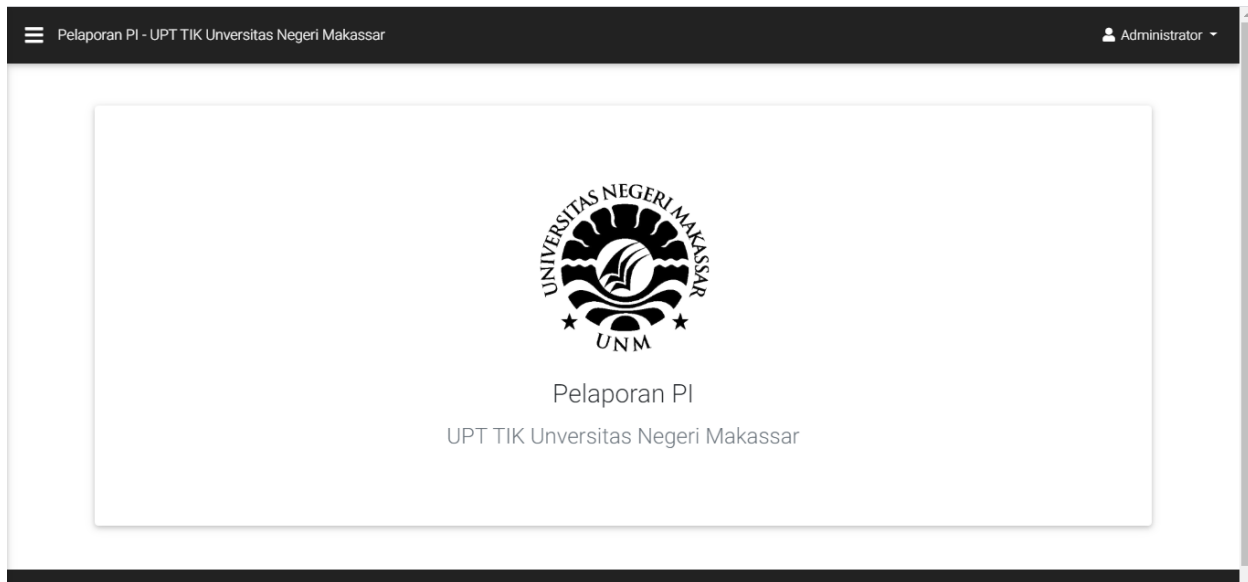 Pelaporan PI - UPT TIK Unversitas Negeri Makassar
Administrator
UNIVERSITAS NEGERI MAKASSAR
UNM
Pelaporan PI
UPT TIK Unversitas Negeri Makassar